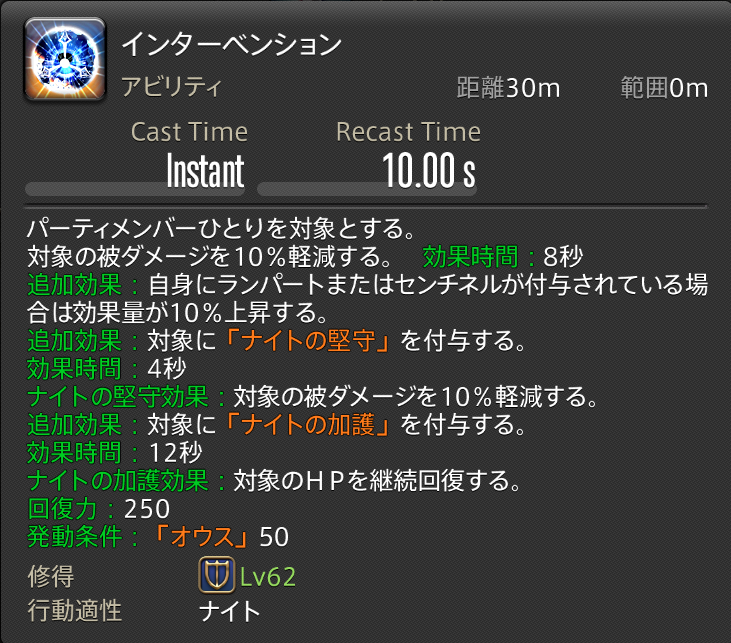 インターベンション
アビリティ 距離30m 範囲0m
Cast Time Recast Time
Instant 10.00 s
パーティメンバーひとりを対象とする。
対象の被ダメージを10%軽減する。 効果時間：8秒
追加効果：自身にランパートまたはセンチネルが付与されている場
合は効果量が10%上昇する。
追加効果：対象に「ナイトの堅守」を付与する。
効果時間：4秒
ナイトの堅守効果：対象の被ダメージを10%軽減する。
追加効果：対象に「ナイトの加護」を付与する。
効果時間：12秒
ナイトの加護効果：対象のＨＰを継続回復する。
回復力：250
発動条件：「オウス」50
修得 Lv62
行動適性 ナイト